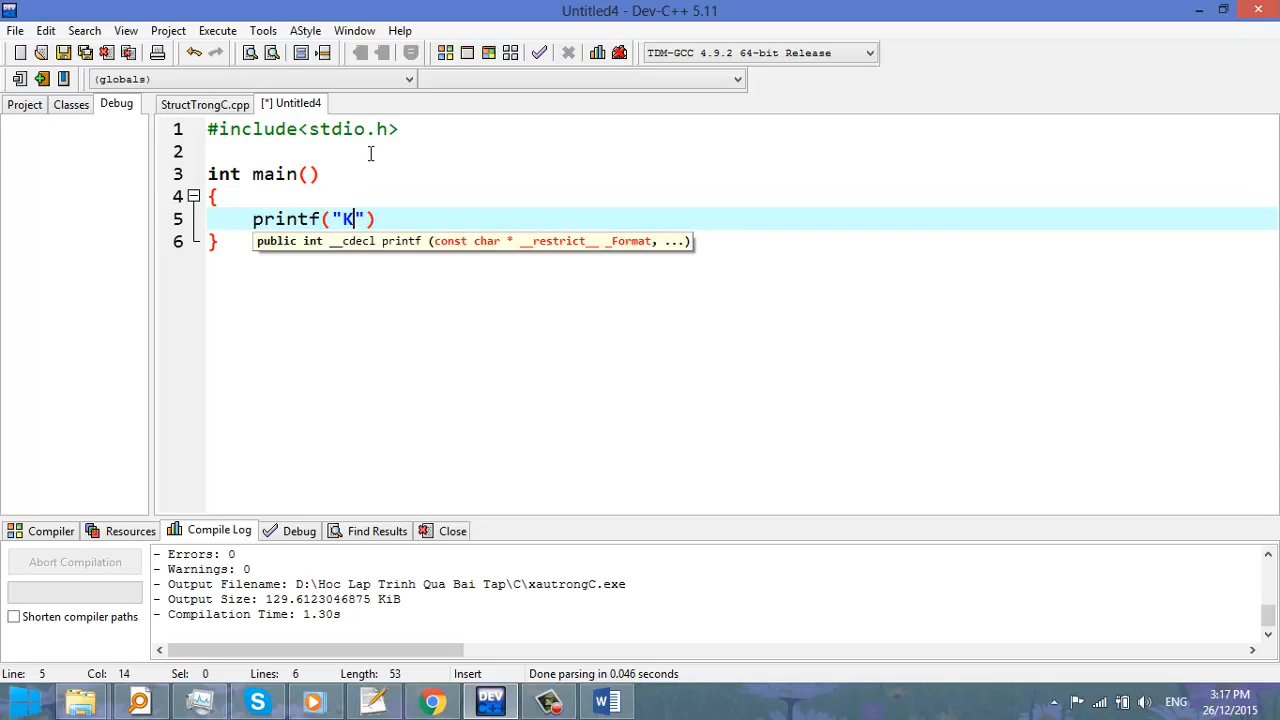 Untitled4 - Dev-C++ 5.11
File Edit Search View Project Execute Tools AStyle Window Help
TDM-GCC 4.9.2 64-bit Release
(globals)
Project Classes Debug StructTrongC.cpp [*] Untitled4
1 #include<stdio.h>
2
3 int main()
4 {
5 printf("K")
6 }
public int __cdecl printf (const char * __restrict__ _Format, ...)
Compiler Resources Compile Log Debug Find Results Close
Abort Compilation
Shorten compiler paths
- Errors: 0
- Warnings: 0
- Output Filename: D:\Hoc Lap Trinh Qua Bai Tap\C\xautrongC.exe
- Output Size: 129.6123046875 KiB
- Compilation Time: 1.30s
Line: 5 Col: 14 Sel: 0 Lines: 6 Length: 53 Insert Done parsing in 0.046 seconds
DEV
ENG
3:17 PM
26/12/2015